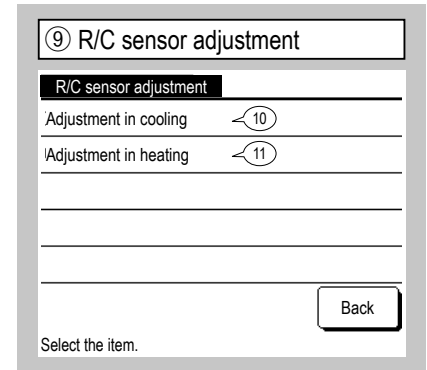 ⑨ R/C sensor adjustment
R/C sensor adjustment
Adjustment in cooling 10
Adjustment in heating 11
Back
Select the item.